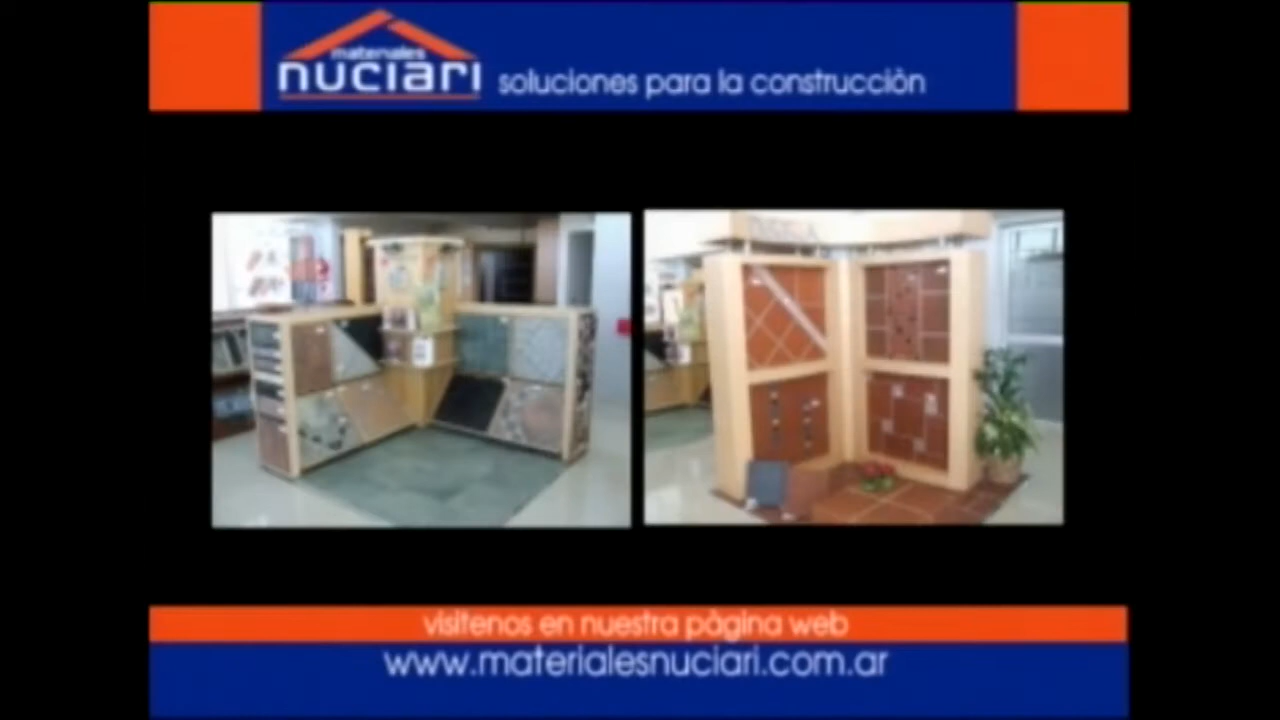 materiales
nuciari soluciones para la construcciòn
visitenos en nuestra pàgina web
www.materialesnuciari.com.ar